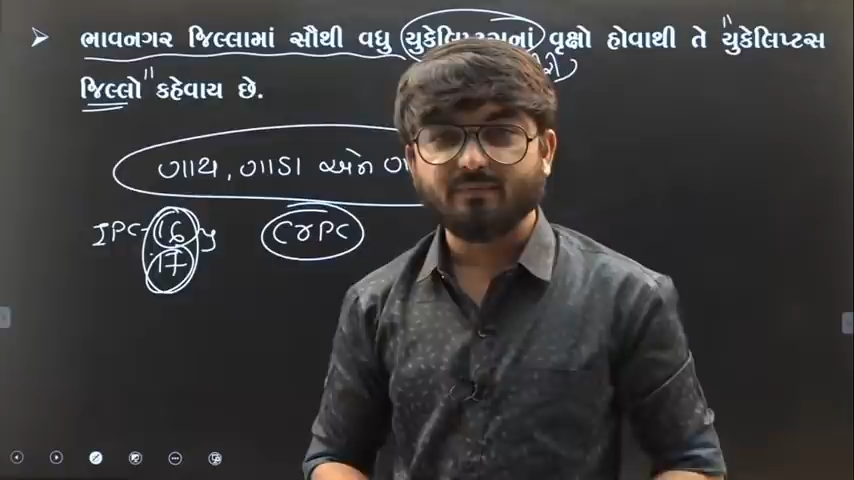 ➤ ભાવનગર જિલ્લામાં સૌથી વધુ યુકેલિપ્ટસનાં વૃક્ષો હોવાથી તે "યુકેલિપ્ટસ
જિલ્લો" કહેવાય છે.
ગાય, ગાડા અને
IPC - 16 મુ CrPC
17